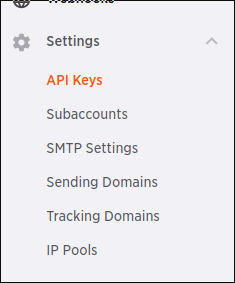 Settings
API Keys
Subaccounts
SMTP Settings
Sending Domains
Tracking Domains
IP Pools